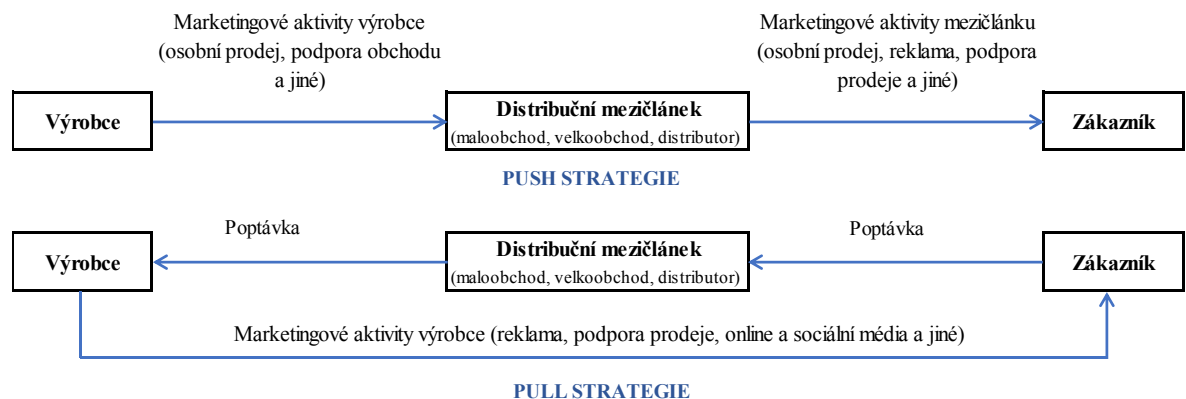 Marketingové aktivity výrobce
(osobní prodej, podpora obchodu
a jiné)
Marketingové aktivity mezičlánku
(osobní prodej, reklama, podpora
prodeje a jiné)
Výrobce
Distribuční mezičlánek
(maloobchod, velkoobchod, distributor)
Zákazník
PUSH STRATEGIE
Poptávka
Poptávka
Výrobce
Distribuční mezičlánek
(maloobchod, velkoobchod, distributor)
Zákazník
Marketingové aktivity výrobce (reklama, podpora prodeje, online a sociální média a jiné)
PULL STRATEGIE